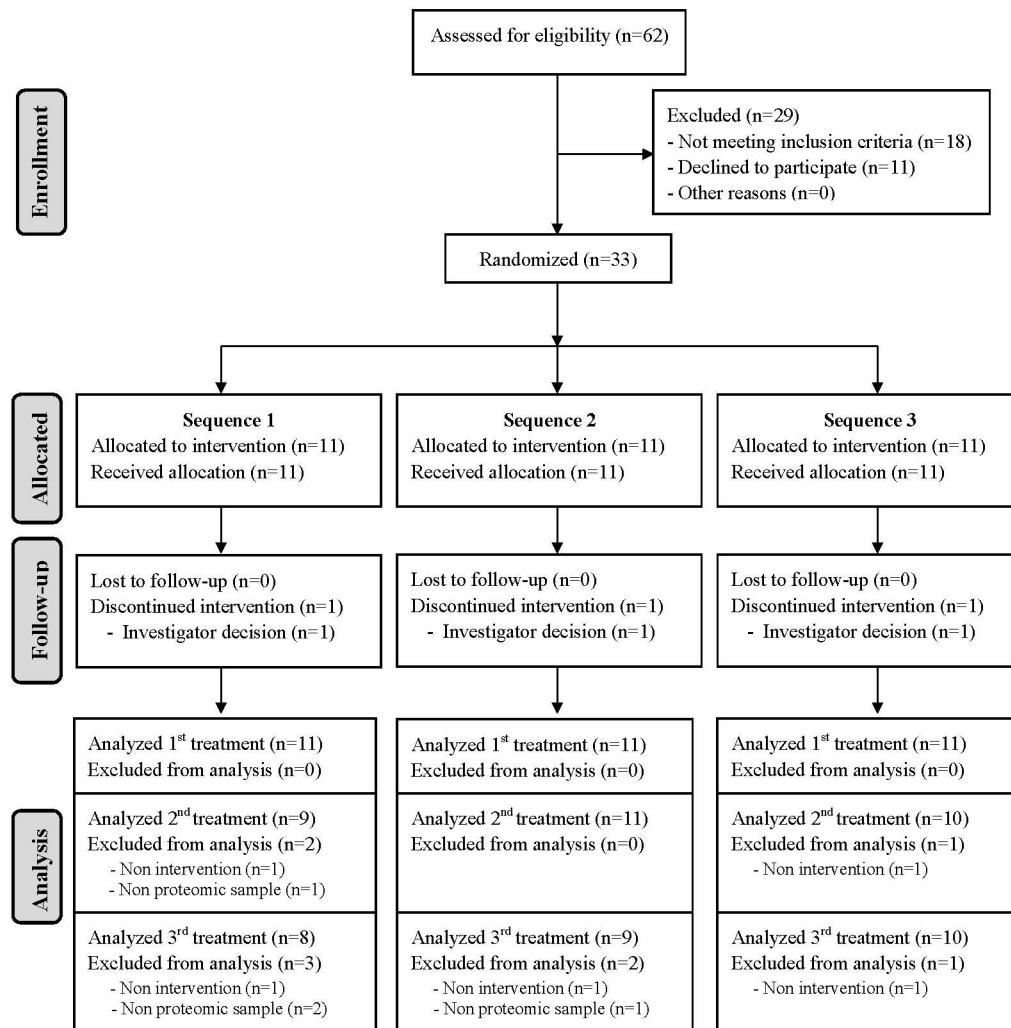 Assessed for eligibility (n=62)
Enrollment
Excluded (n=29)
- Not meeting inclusion criteria (n=18)
- Declined to participate (n=11)
- Other reasons (n=0)
Randomized (n=33)
Allocated
Sequence 1
Allocated to intervention (n=11)
Received allocation (n=11)
Sequence 2
Allocated to intervention (n=11)
Received allocation (n=11)
Sequence 3
Allocated to intervention (n=11)
Received allocation (n=11)
Follow-up
Lost to follow-up (n=0)
Discontinued intervention (n=1)
- Investigator decision (n=1)
Lost to follow-up (n=0)
Discontinued intervention (n=1)
- Investigator decision (n=1)
Lost to follow-up (n=0)
Discontinued intervention (n=1)
- Investigator decision (n=1)
Analysis
Analyzed 1st treatment (n=11)
Excluded from analysis (n=0)
Analyzed 2nd treatment (n=9)
Excluded from analysis (n=2)
- Non intervention (n=1)
- Non proteomic sample (n=1)
Analyzed 3rd treatment (n=8)
Excluded from analysis (n=3)
- Non intervention (n=1)
- Non proteomic sample (n=2)
Analyzed 1st treatment (n=11)
Excluded from analysis (n=0)
Analyzed 2nd treatment (n=11)
Excluded from analysis (n=0)
Analyzed 3rd treatment (n=9)
Excluded from analysis (n=2)
- Non intervention (n=1)
- Non proteomic sample (n=1)
Analyzed 1st treatment (n=11)
Excluded from analysis (n=0)
Analyzed 2nd treatment (n=10)
Excluded from analysis (n=1)
- Non intervention (n=1)
Analyzed 3rd treatment (n=10)
Excluded from analysis (n=1)
- Non intervention (n=1)